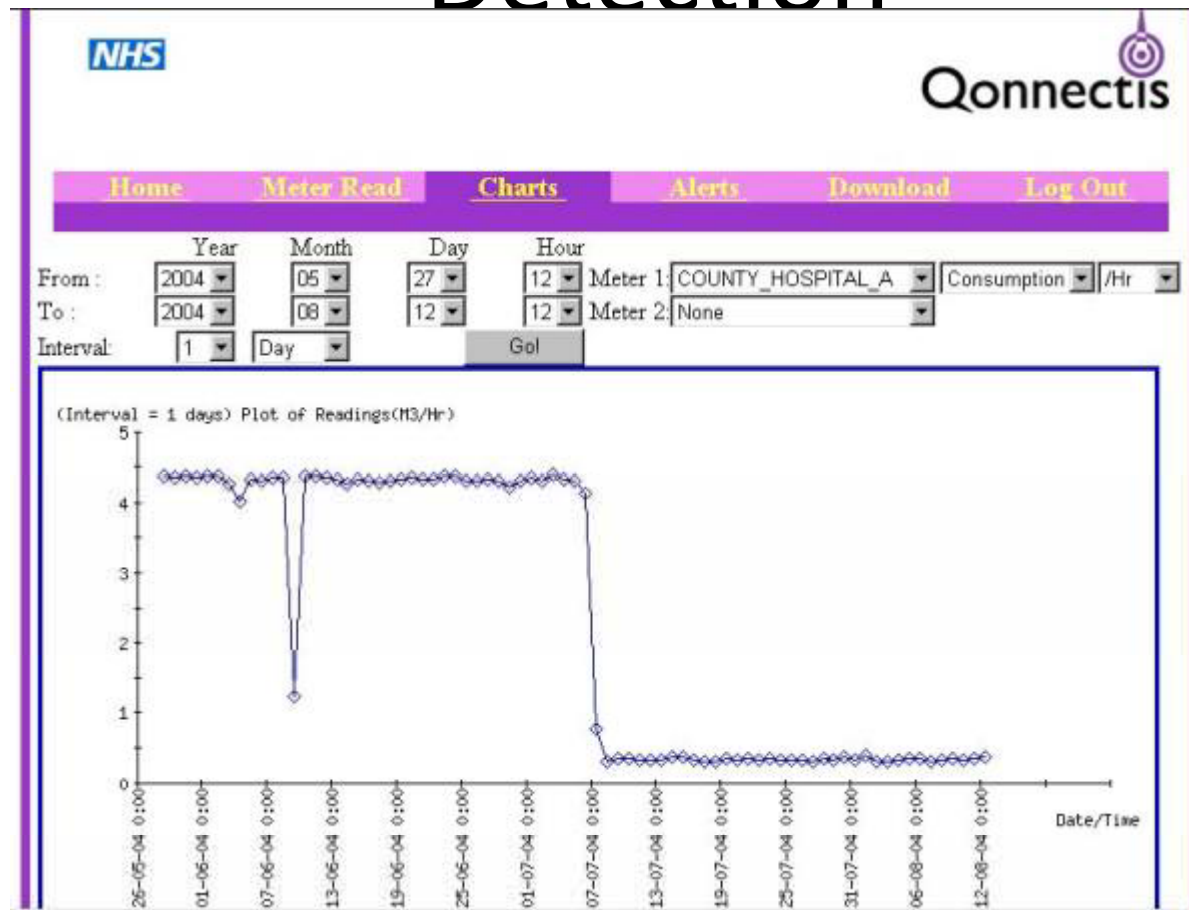 Detection
NHS
Qonnectis
Home Meter Read Charts Alerts Download Log Out
Year Month Day Hour
From : 2004 05 27 12 Meter 1: COUNTY_HOSPITAL_A Consumption /Hr
To : 2004 08 12 12 Meter 2: None
Interval: 1 Day Go!
(Interval = 1 days) Plot of Readings(M3/Hr)
5
4
3
2
1
0
Date/Time
26-05-04 0:00
01-06-04 0:00
07-06-04 0:00
13-06-04 0:00
19-06-04 0:00
25-06-04 0:00
01-07-04 0:00
07-07-04 0:00
13-07-04 0:00
19-07-04 0:00
25-07-04 0:00
31-07-04 0:00
06-08-04 0:00
12-08-04 0:00